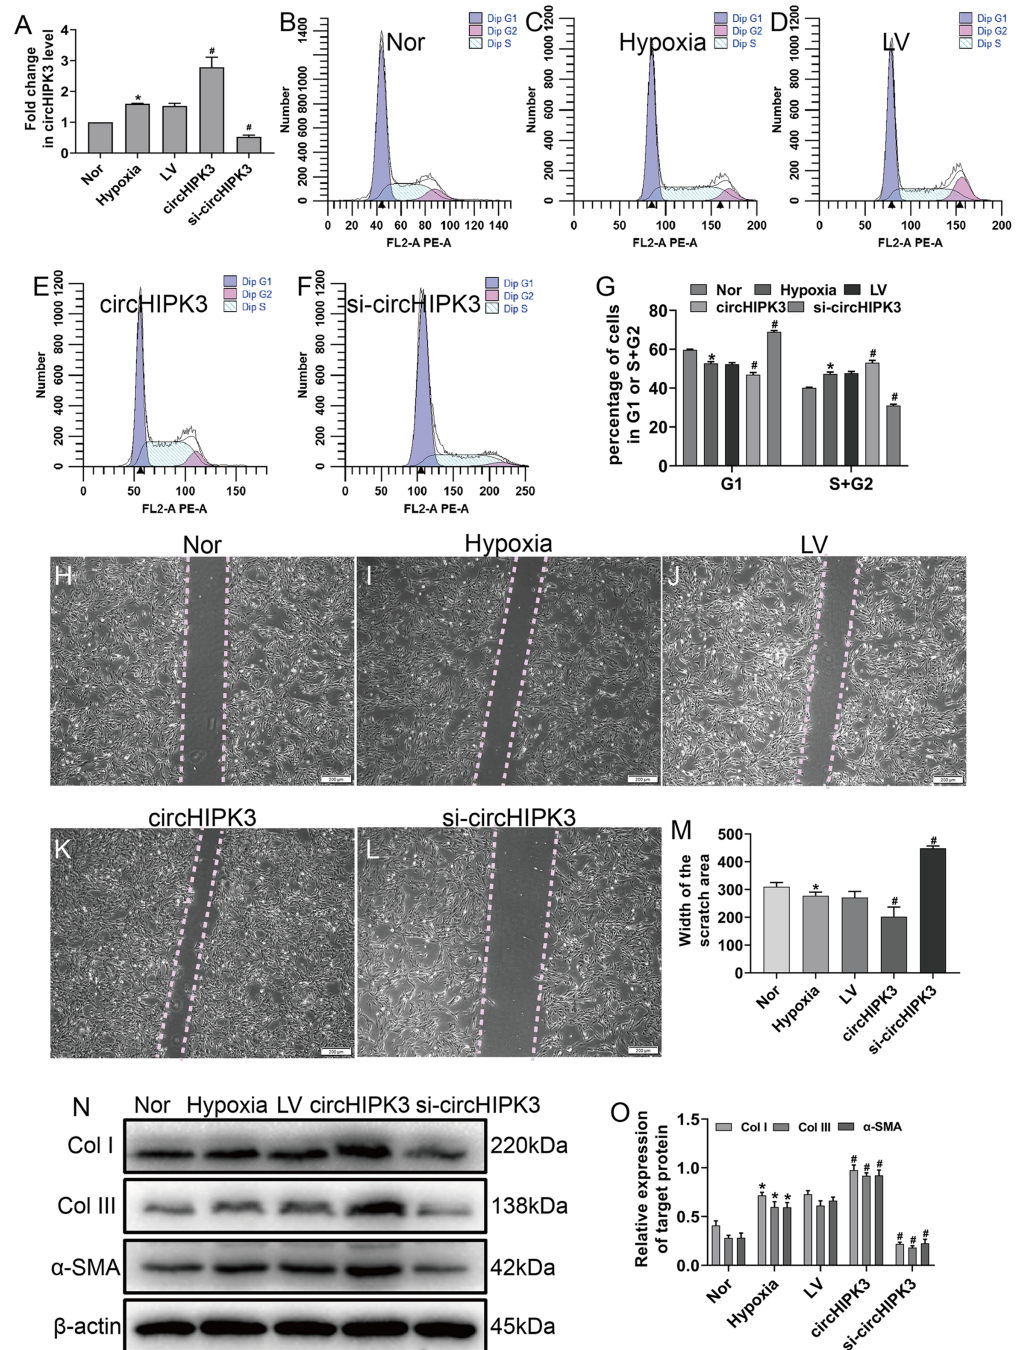 A
Fold change
in circHIPK3 level
4
3
2
1
0
*
#
#
Nor
Hypoxia
LV
circHIPK3
si-circHIPK3
B
Nor
Dip G1
Dip G2
Dip S
Number
0 200 400 600 800 1000 1400
0 20 40 60 80 100 120 140
FL2-A PE-A
C
Hypoxia
Dip G1
Dip G2
Dip S
Number
0 200 400 600 800 1000 1200
0 50 100 150 200
FL2-A PE-A
D
LV
Dip G1
Dip G2
Dip S
Number
0 200 400 600 800 1000 1200
0 50 100 150 200
FL2-A PE-A
E
circHIPK3
Dip G1
Dip G2
Dip S
Number
0 200 400 600 800 1000 1200
0 50 100 150
FL2-A PE-A
F
si-circHIPK3
Dip G1
Dip G2
Dip S
Number
0 200 400 600 800 1000 1200
0 50 100 150 200 250
FL2-A PE-A
G
Nor Hypoxia LV
circHIPK3 si-circHIPK3
percentage of cells
in G1 or S+G2
80
60
40
20
0
*
#
#
*
#
#
G1 S+G2
Nor
H
200 μm
Hypoxia
I
200 μm
LV
J
200 μm
circHIPK3
K
200 μm
si-circHIPK3
L
200 μm
M
Width of the
scratch area
500
400
300
200
100
0
*
#
#
Nor
Hypoxia
LV
circHIPK3
si-circHIPK3
N
Nor Hypoxia LV circHIPK3 si-circHIPK3
Col I 220kDa
Col III 138kDa
α-SMA 42kDa
β-actin 45kDa
O
Col I Col III α-SMA
Relative expression
of target protein
1.5
1.0
0.5
0.0
* * *
# # #
# # #
Nor
Hypoxia
LV
circHIPK3
si-circHIPK3